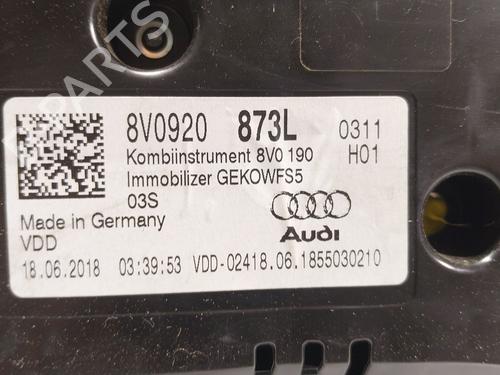 PARTS
8V0920 873L 0311
Kombiinstrument 8V0 190 H01
Immobilizer GEKOWFS5
03S
Made in Germany
VDD
Audi
18.06.2018 03:39:53 VDD-02418.06.1855030210